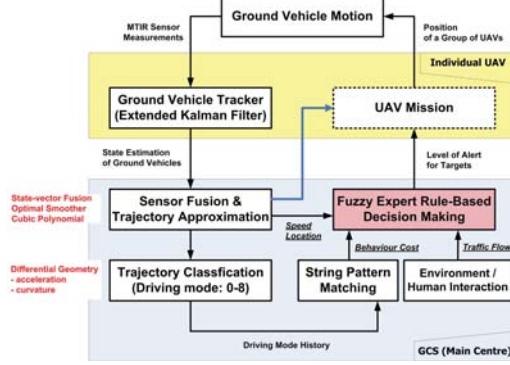 Ground Vehicle Motion
MTIR Sensor
Measurements
Position
of a Group of UAVs
Individual UAV
Ground Vehicle Tracker
(Extended Kalman Filter)
UAV Mission
State Estimation
of Ground Vehicles
Level of Alert
for Targets
State-vector Fusion
Optimal Smoother
Cubic Polynomial
Sensor Fusion &
Trajectory Approximation
Fuzzy Expert Rule-Based
Decision Making
Speed
Location
Behaviour Cost
Traffic Flow
Differential Geometry
- acceleration
- curvature
Trajectory Classfication
(Driving mode: 0-8)
String Pattern
Matching
Environment /
Human Interaction
Driving Mode History
GCS (Main Centre)